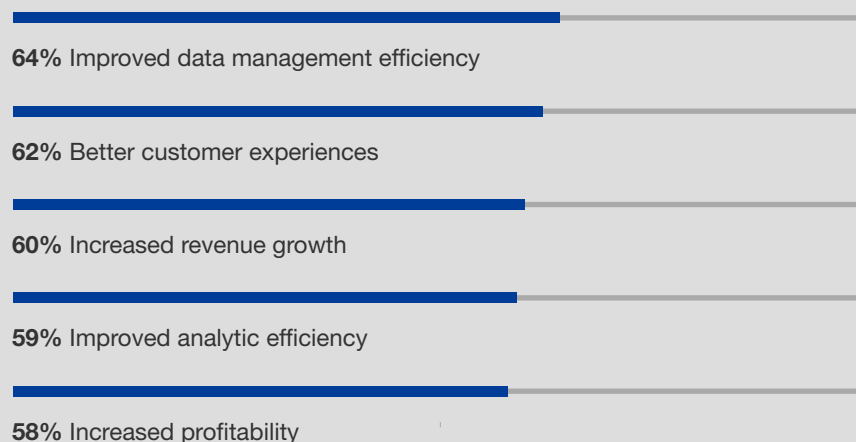 64% Improved data management efficiency
62% Better customer experiences
60% Increased revenue growth
59% Improved analytic efficiency
58% Increased profitability